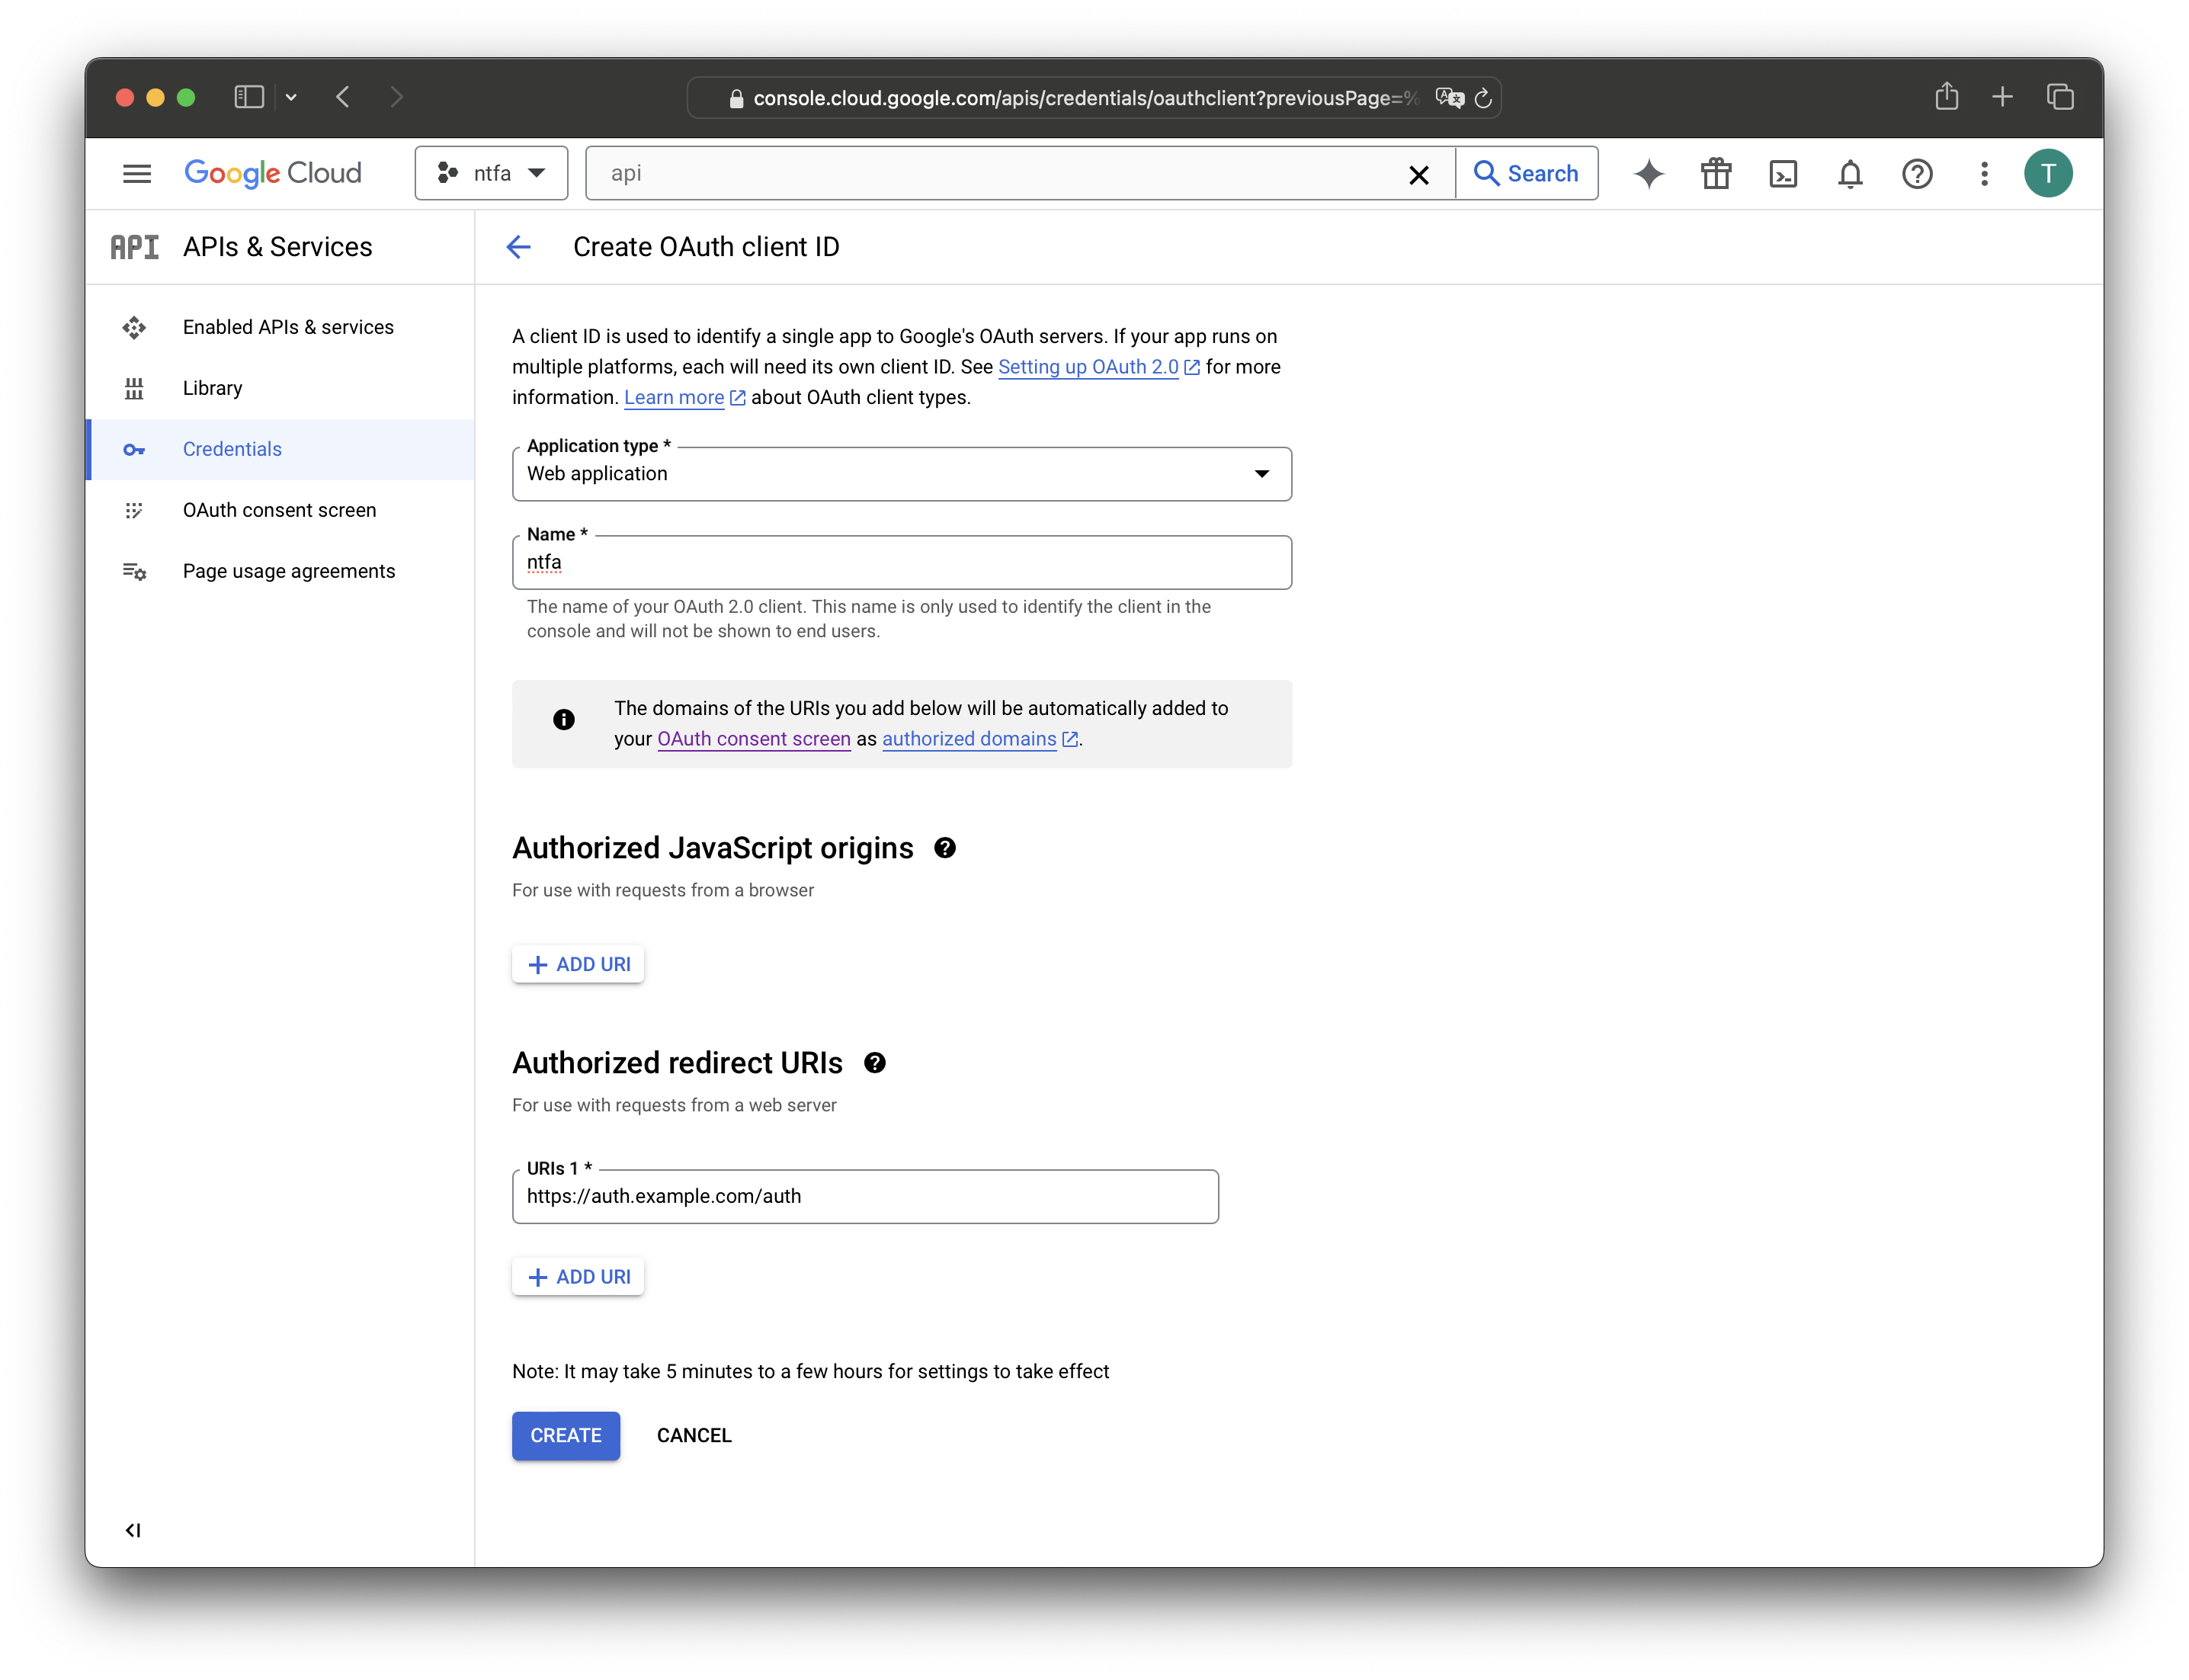 console.cloud.google.com/apis/credentials/oauthclient?previousPage=%
Google Cloud
ntfa
api
Search
T
API APIs & Services
Create OAuth client ID
Enabled APIs & services
Library
Credentials
OAuth consent screen
Page usage agreements
A client ID is used to identify a single app to Google's OAuth servers. If your app runs on
multiple platforms, each will need its own client ID. See Setting up OAuth 2.0 for more
information. Learn more about OAuth client types.
Application type *
Web application
Name *
ntfa
The name of your OAuth 2.0 client. This name is only used to identify the client in the
console and will not be shown to end users.
The domains of the URIs you add below will be automatically added to
your OAuth consent screen as authorized domains.
Authorized JavaScript origins
For use with requests from a browser
+ ADD URI
Authorized redirect URIs
For use with requests from a web server
URIs 1 *
https://auth.example.com/auth
+ ADD URI
Note: It may take 5 minutes to a few hours for settings to take effect
CREATE
CANCEL